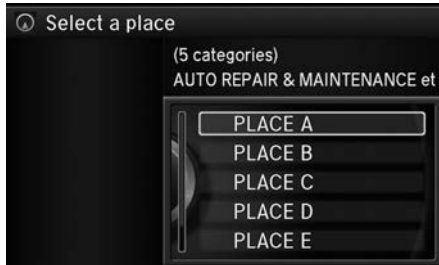 Select a place
(5 categories)
AUTO REPAIR & MAINTENANCE et
PLACE A
PLACE B
PLACE C
PLACE D
PLACE E